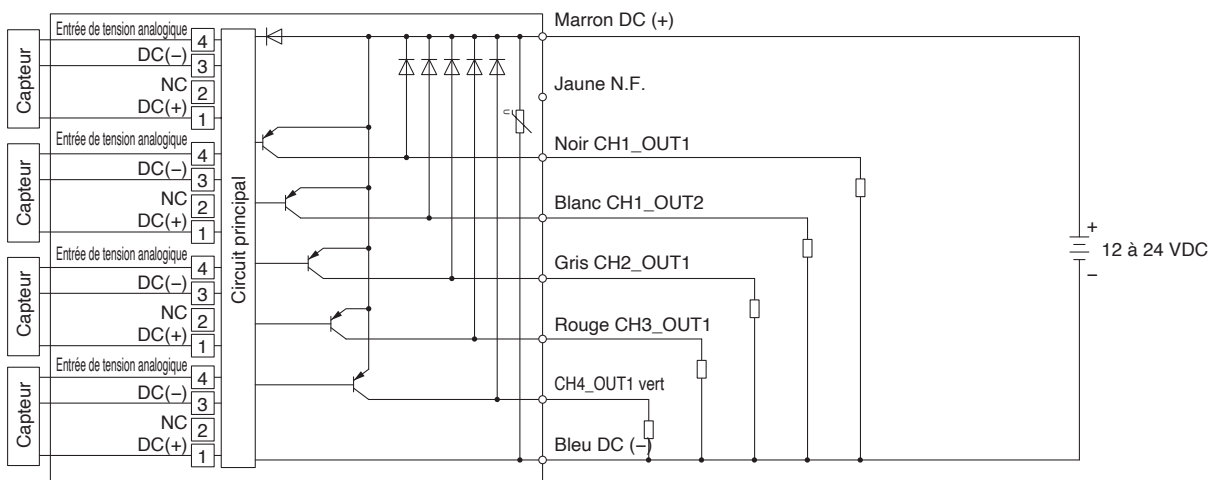 Capteur
Entrée de tension analogique 4
DC(−) 3
NC 2
DC(+) 1
Capteur
Entrée de tension analogique 4
DC(−) 3
NC 2
DC(+) 1
Capteur
Entrée de tension analogique 4
DC(−) 3
NC 2
DC(+) 1
Capteur
Entrée de tension analogique 4
DC(−) 3
NC 2
DC(+) 1
Circuit principal
Marron DC (+)
Jaune N.F.
Noir CH1_OUT1
Blanc CH1_OUT2
Gris CH2_OUT1
Rouge CH3_OUT1
CH4_OUT1 vert
Bleu DC (−)
+
12 à 24 VDC
−